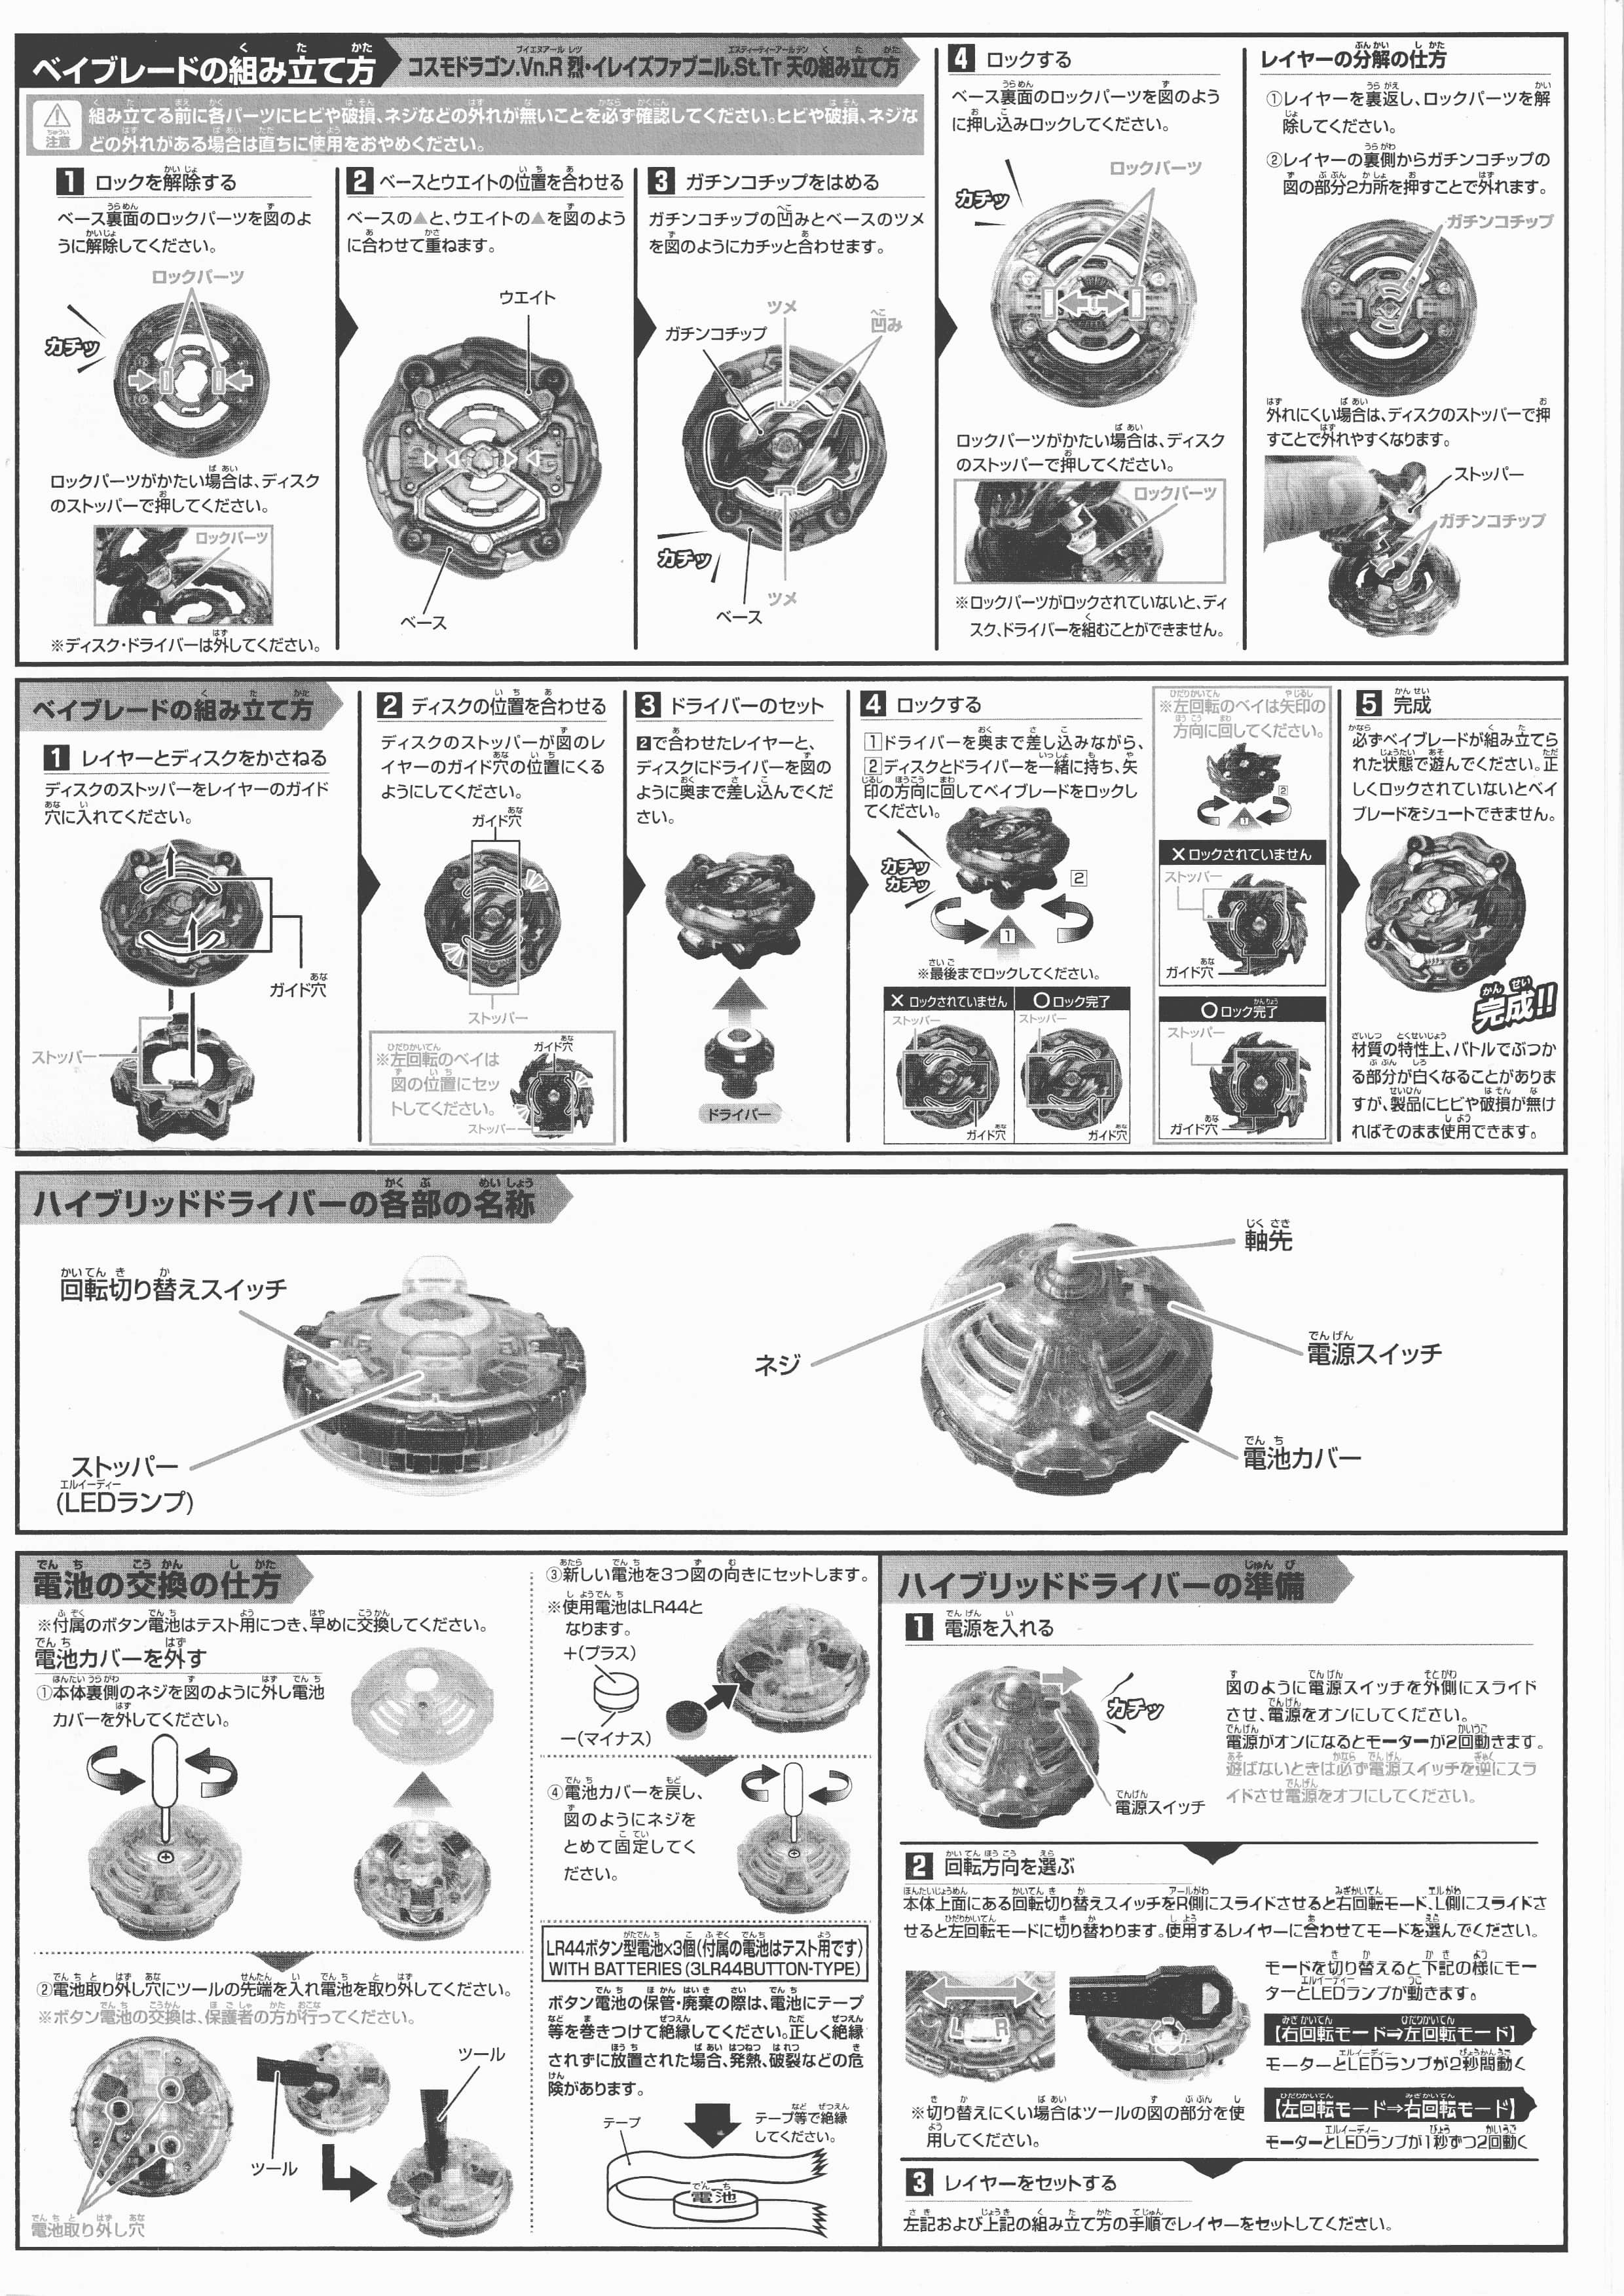 ベイブレードの組み立て方
コスモドラゴン.Vn.R 烈・イレイズファブニル.St.Tr 天の組み立て方
注意
組み立てる前に各パーツにヒビや破損、ネジなどの外れが無いことを必ず確認してください。ヒビや破損、ネジな
どの外れがある場合は直ちに使用をおやめください。
1 ロックを解除する
ベース裏面のロックパーツを図のよ
うに解除してください。
ロックパーツ
カチッ
ロックパーツがかたい場合は、ディスク
のストッパーで押してください。
ロックパーツ
※ディスク・ドライバーは外してください。
2 ベースとウエイトの位置を合わせる
ベースの▲と、ウエイトの▲を図のよう
に合わせて重ねます。
ウエイト
ベース
3 ガチンコチップをはめる
ガチンコチップの凹みとベースのツメ
を図のようにカチッと合わせます。
ツメ
凹み
ガチンコチップ
カチッ
ツメ
ベース
4 ロックする
ベース裏面のロックパーツを図のよう
に押し込みロックしてください。
ロックパーツ
カチッ
ロックパーツがかたい場合は、ディスク
のストッパーで押してください。
ロックパーツ
※ロックパーツがロックされていないと、ディ
スク、ドライバーを組むことができません。
レイヤーの分解の仕方
①レイヤーを裏返し、ロックパーツを解
除してください。
②レイヤーの裏側からガチンコチップの
図の部分2カ所を押すことで外れます。
ガチンコチップ
外れにくい場合は、ディスクのストッパーで押
すことで外れやすくなります。
ストッパー
ガチンコチップ
ベイブレードの組み立て方
1 レイヤーとディスクをかさねる
ディスクのストッパーをレイヤーのガイド
穴に入れてください。
ガイド穴
ストッパー
2 ディスクの位置を合わせる
ディスクのストッパーが図のレ
イヤーのガイド穴の位置にくる
ようにしてください。
ガイド穴
ストッパー
※左回転のベイは
図の位置にセッ
トしてください。
ガイド穴
ストッパー
3 ドライバーのセット
2で合わせたレイヤーと、
ディスクにドライバーを図の
ように奥まで差し込んでくだ
さい。
ドライバー
4 ロックする
1ドライバーを奥まで差し込みながら、
2ディスクとドライバーを一緒に持ち、矢
印の方向に回してベイブレードをロックし
てください。
カチッ
カチッ
2
1
※最後までロックしてください。
×ロックされていません
○ロック完了
ストッパー
ストッパー
ガイド穴
ガイド穴
※左回転のベイは矢印の
方向に回してください。
2
1
×ロックされていません
ストッパー
ガイド穴
○ロック完了
ストッパー
ガイド穴
5 完成
必ずベイブレードが組み立てら
れた状態で遊んでください。正
しくロックされていないとベイ
ブレードをシュートできません。
完成!!
材質の特性上、バトルでぶつか
る部分が白くなることがありま
すが、製品にヒビや破損が無け
ればそのまま使用できます。
ハイブリッドドライバーの各部の名称
回転切り替えスイッチ
ストッパー
(LEDランプ)
軸先
ネジ
電源スイッチ
電池カバー
電池の交換の仕方
※付属のボタン電池はテスト用につき、早めに交換してください。
電池カバーを外す
①本体裏側のネジを図のように外し電池
カバーを外してください。
②電池取り外し穴にツールの先端を入れ電池を取り外してください。
※ボタン電池の交換は、保護者の方が行ってください。
ツール
ツール
電池取り外し穴
③新しい電池を3つ図の向きにセットします。
※使用電池はLR44と
なります。
+(プラス)
−(マイナス)
④電池カバーを戻し、
図のようにネジを
とめて固定してく
ださい。
LR44ボタン型電池×3個(付属の電池はテスト用です)
WITH BATTERIES (3LR44BUTTON-TYPE)
ボタン電池の保管・廃棄の際は、電池にテープ
等を巻きつけて絶縁してください。正しく絶縁
されずに放置された場合、発熱、破裂などの危
険があります。
テープ
テープ等で絶縁
してください。
電池
ハイブリッドドライバーの準備
1 電源を入れる
カチッ
電源スイッチ
図のように電源スイッチを外側にスライド
させ、電源をオンにしてください。
電源がオンになるとモーターが2回動きます。
遊ばないときは必ず電源スイッチを逆にスラ
イドさせ電源をオフにしてください。
2 回転方向を選ぶ
本体上面にある回転切り替えスイッチをR側にスライドさせると右回転モード、L側にスライドさ
せると左回転モードに切り替わります。使用するレイヤーに合わせてモードを選んでください。
L R
モードを切り替えると下記の様にモー
ターとLEDランプが動きます。
【右回転モード⇒左回転モード】
モーターとLEDランプが2秒間動く
【左回転モード⇒右回転モード】
モーターとLEDランプが1秒ずつ2回動く
※切り替えにくい場合はツールの図の部分を使
用してください。
3 レイヤーをセットする
左記および上記の組み立て方の手順でレイヤーをセットしてください。